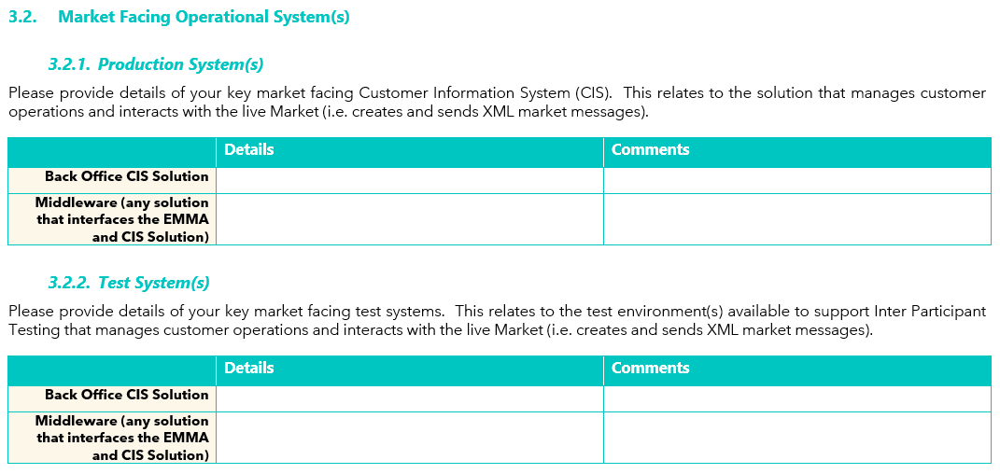 3.2. Market Facing Operational System(s)
3.2.1. Production System(s)
Please provide details of your key market facing Customer Information System (CIS). This relates to the solution that manages customer
operations and interacts with the live Market (i.e. creates and sends XML market messages).
Details Comments
Back Office CIS Solution
Middleware (any solution
that interfaces the EMMA
and CIS Solution)
3.2.2. Test System(s)
Please provide details of your key market facing test systems. This relates to the test environment(s) available to support Inter Participant
Testing that manages customer operations and interacts with the live Market (i.e. creates and sends XML market messages).
Details Comments
Back Office CIS Solution
Middleware (any solution
that interfaces the EMMA
and CIS Solution)